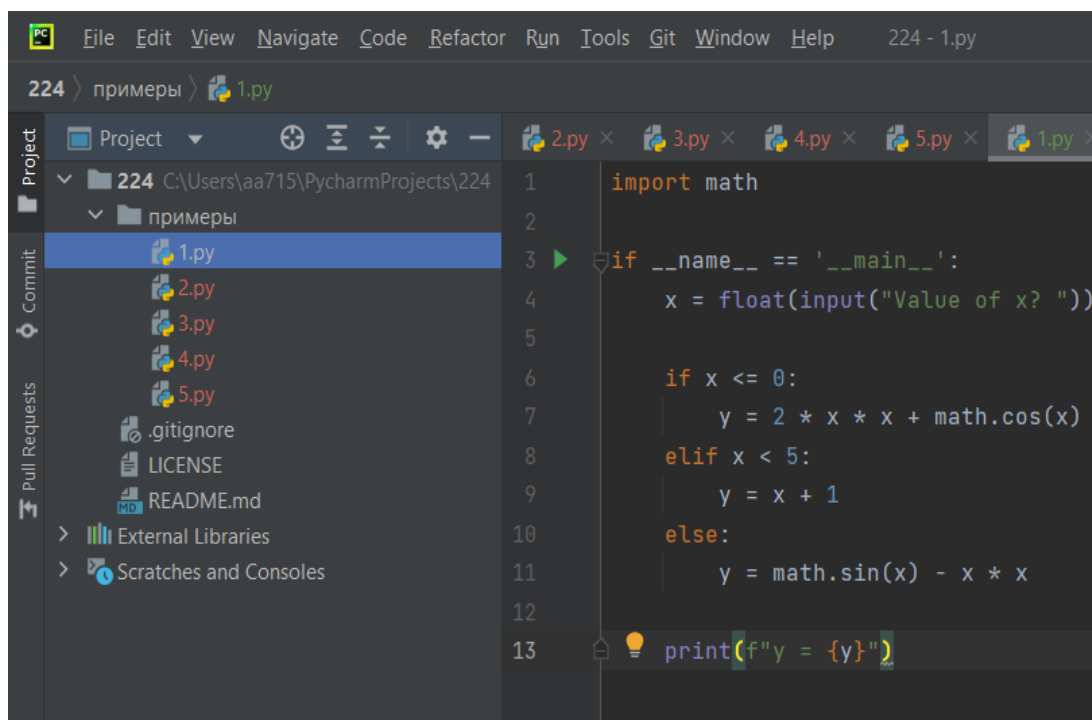 PC File Edit View Navigate Code Refactor Run Tools Git Window Help 224 - 1.py
224 примеры 1.py
Project
Commit
Pull Requests
Project
224 C:\Users\aa715\PycharmProjects\224
примеры
1.py
2.py
3.py
4.py
5.py
.gitignore
LICENSE
MD README.md
External Libraries
Scratches and Consoles
2.py 3.py 4.py 5.py 1.py
1 import math
2
3 if __name__ == '__main__':
4 x = float(input("Value of x? "))
5
6 if x <= 0:
7 y = 2 * x * x + math.cos(x)
8 elif x < 5:
9 y = x + 1
10 else:
11 y = math.sin(x) - x * x
12
13 print(f"y = {y}")